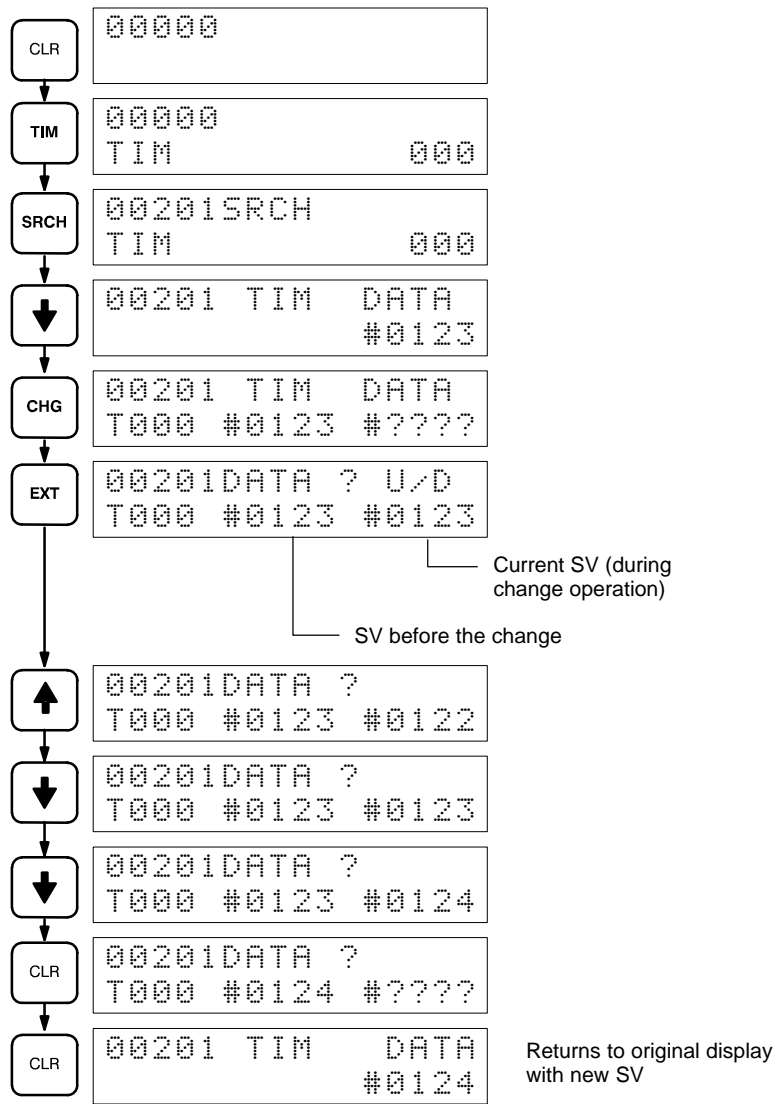 CLR
00000
TIM
00000
TIM 000
SRCH
00201SRCH
TIM 000
00201 TIM DATA
#0123
CHG
00201 TIM DATA
T000 #0123 #????
EXT
00201DATA ? U/D
T000 #0123 #0123
Current SV (during
change operation)
SV before the change
00201DATA ?
T000 #0123 #0122
00201DATA ?
T000 #0123 #0123
00201DATA ?
T000 #0123 #0124
CLR
00201DATA ?
T000 #0124 #????
CLR
00201 TIM DATA
#0124
Returns to original display
with new SV